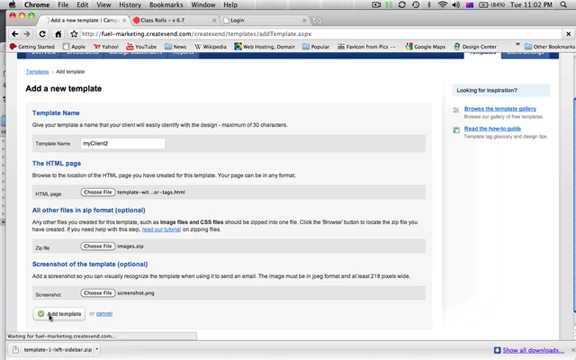 Chrome File Edit View History Bookmarks Window Help
(84%) Tue 11:02 PM
Add a new template
Class Rolls - v 6.7
Login
http://fuel-marketing.createsend.com/createsend/templates/addTemplate.aspx
Getting Started Apple Yahoo! YouTube Wikipedia News Popular Favicon from Pics — Google Maps Design Center Other Bookmarks
Templates > Add template
Add a new template
Template Name
Give your template a name that your client will easily identify with the design - maximum of 30 characters.
Template Name myClient2
The HTML page
Browse to the location of the HTML page you have created for this template. Your page can be in any format.
HTML page Choose File template-wit...or-tags.html
All other files in zip format (optional)
Any other files you created for this template, such as image files and CSS files should be zipped into one file. Click the 'Browse' button to locate the zip file you
have created. If you need help with this step, read our tutorial on zipping files.
Zip file Choose File images.zip
Screenshot of the template (optional)
Add a screenshot so you can visually recognize the template when using it to send an email. The image must be in jpeg format and at least 218 pixels wide.
Screenshot Choose File screenshot.png
Add template or cancel
Looking for inspiration?
Browse the template gallery
Browse our gallery of free templates.
Read the how-to guide
Template tag glossary and design tips.
Waiting for fuel-marketing.createsend.com...
template-1-left-sidebar.zip
Show all downloads...